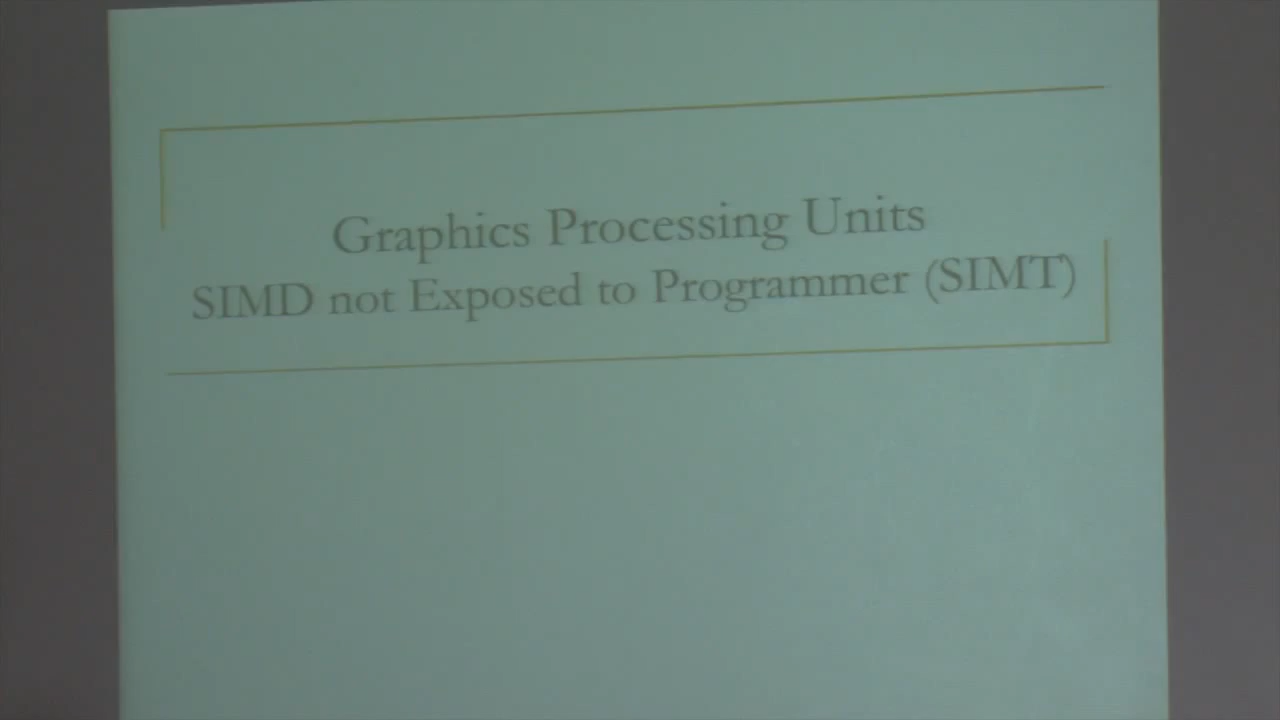 Graphics Processing Units
SIMD not Exposed to Programmer (SIMT)